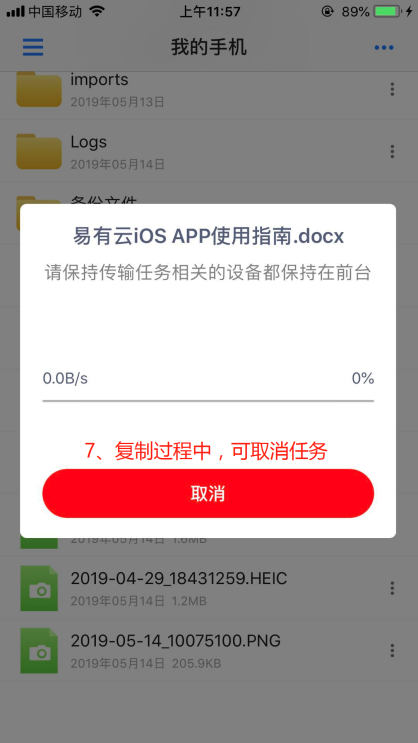 中国移动
上午11:57
89%
我的手机
imports
2019年05月13日
Logs
2019年05月14日
易有云iOS APP使用指南.docx
请保持传输任务相关的设备都保持在前台
0.0B/s
0%
7、复制过程中，可取消任务
取消
2019年05月14日 1.6MB
2019-04-29_18431259.HEIC
2019年05月14日 1.2MB
2019-05-14_10075100.PNG
2019年05月14日 205.9KB